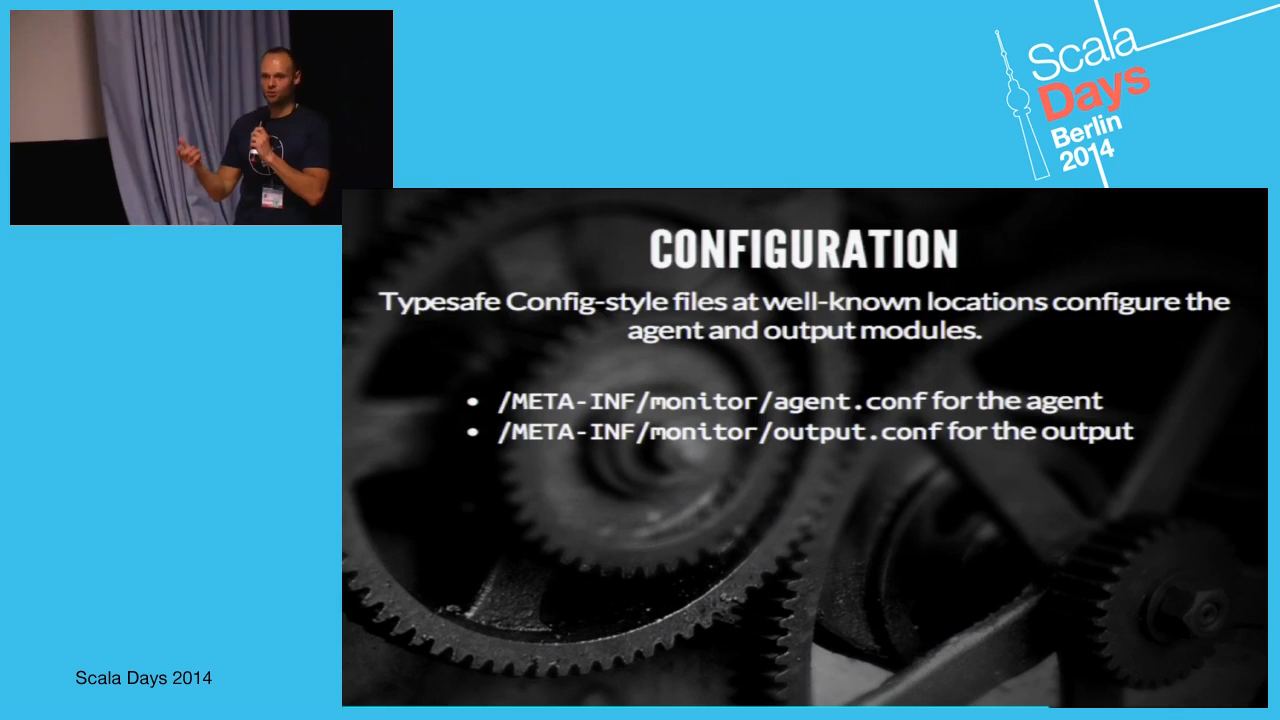 Scala
Days
Berlin
2014
CONFIGURATION
Typesafe Config-style files at well-known locations configure the
agent and output modules.
• /META-INF/monitor/agent.conf for the agent
• /META-INF/monitor/output.conf for the output
Scala Days 2014